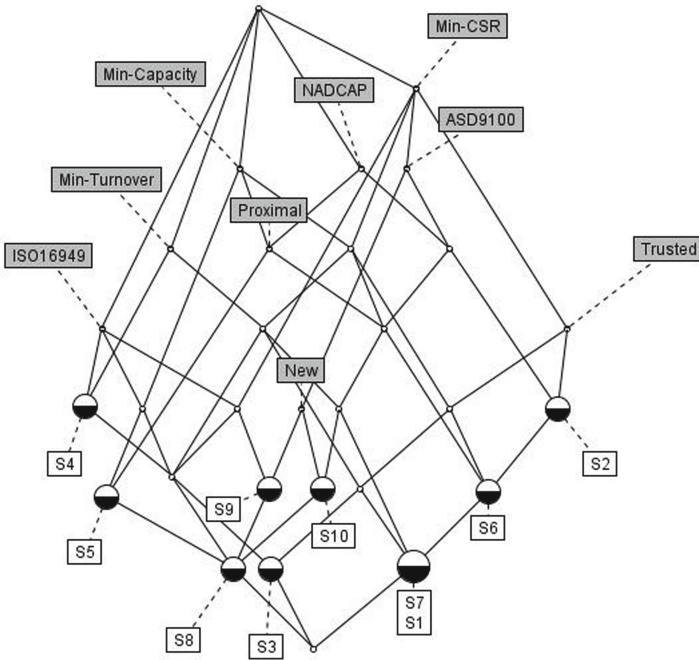 Min-CSR
Min-Capacity
NADCAP
ASD9100
Min-Turnover
Proximal
ISO16949
Trusted
New
S4
S2
S9
S10
S6
S5
S7
S1
S8
S3